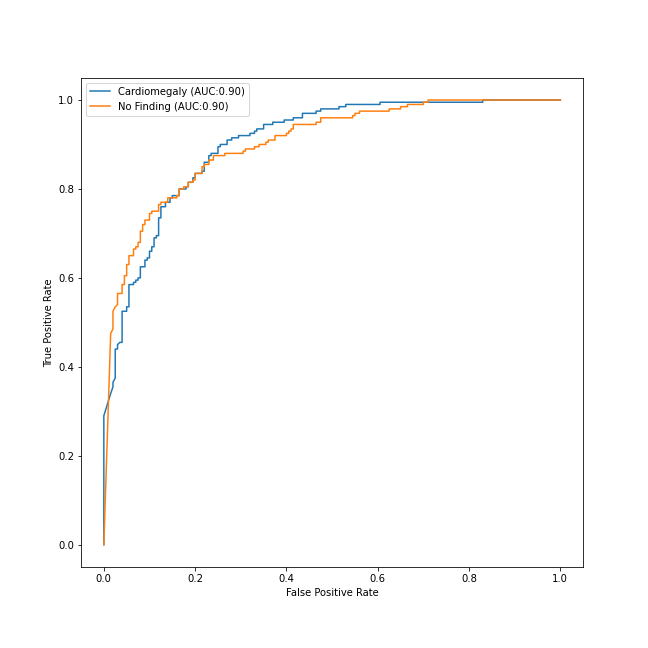 Cardiomegaly (AUC:0.90)
No Finding (AUC:0.90)
1.0
0.8
0.6
0.4
0.2
0.0
True Positive Rate
0.0 0.2 0.4 0.6 0.8 1.0
False Positive Rate